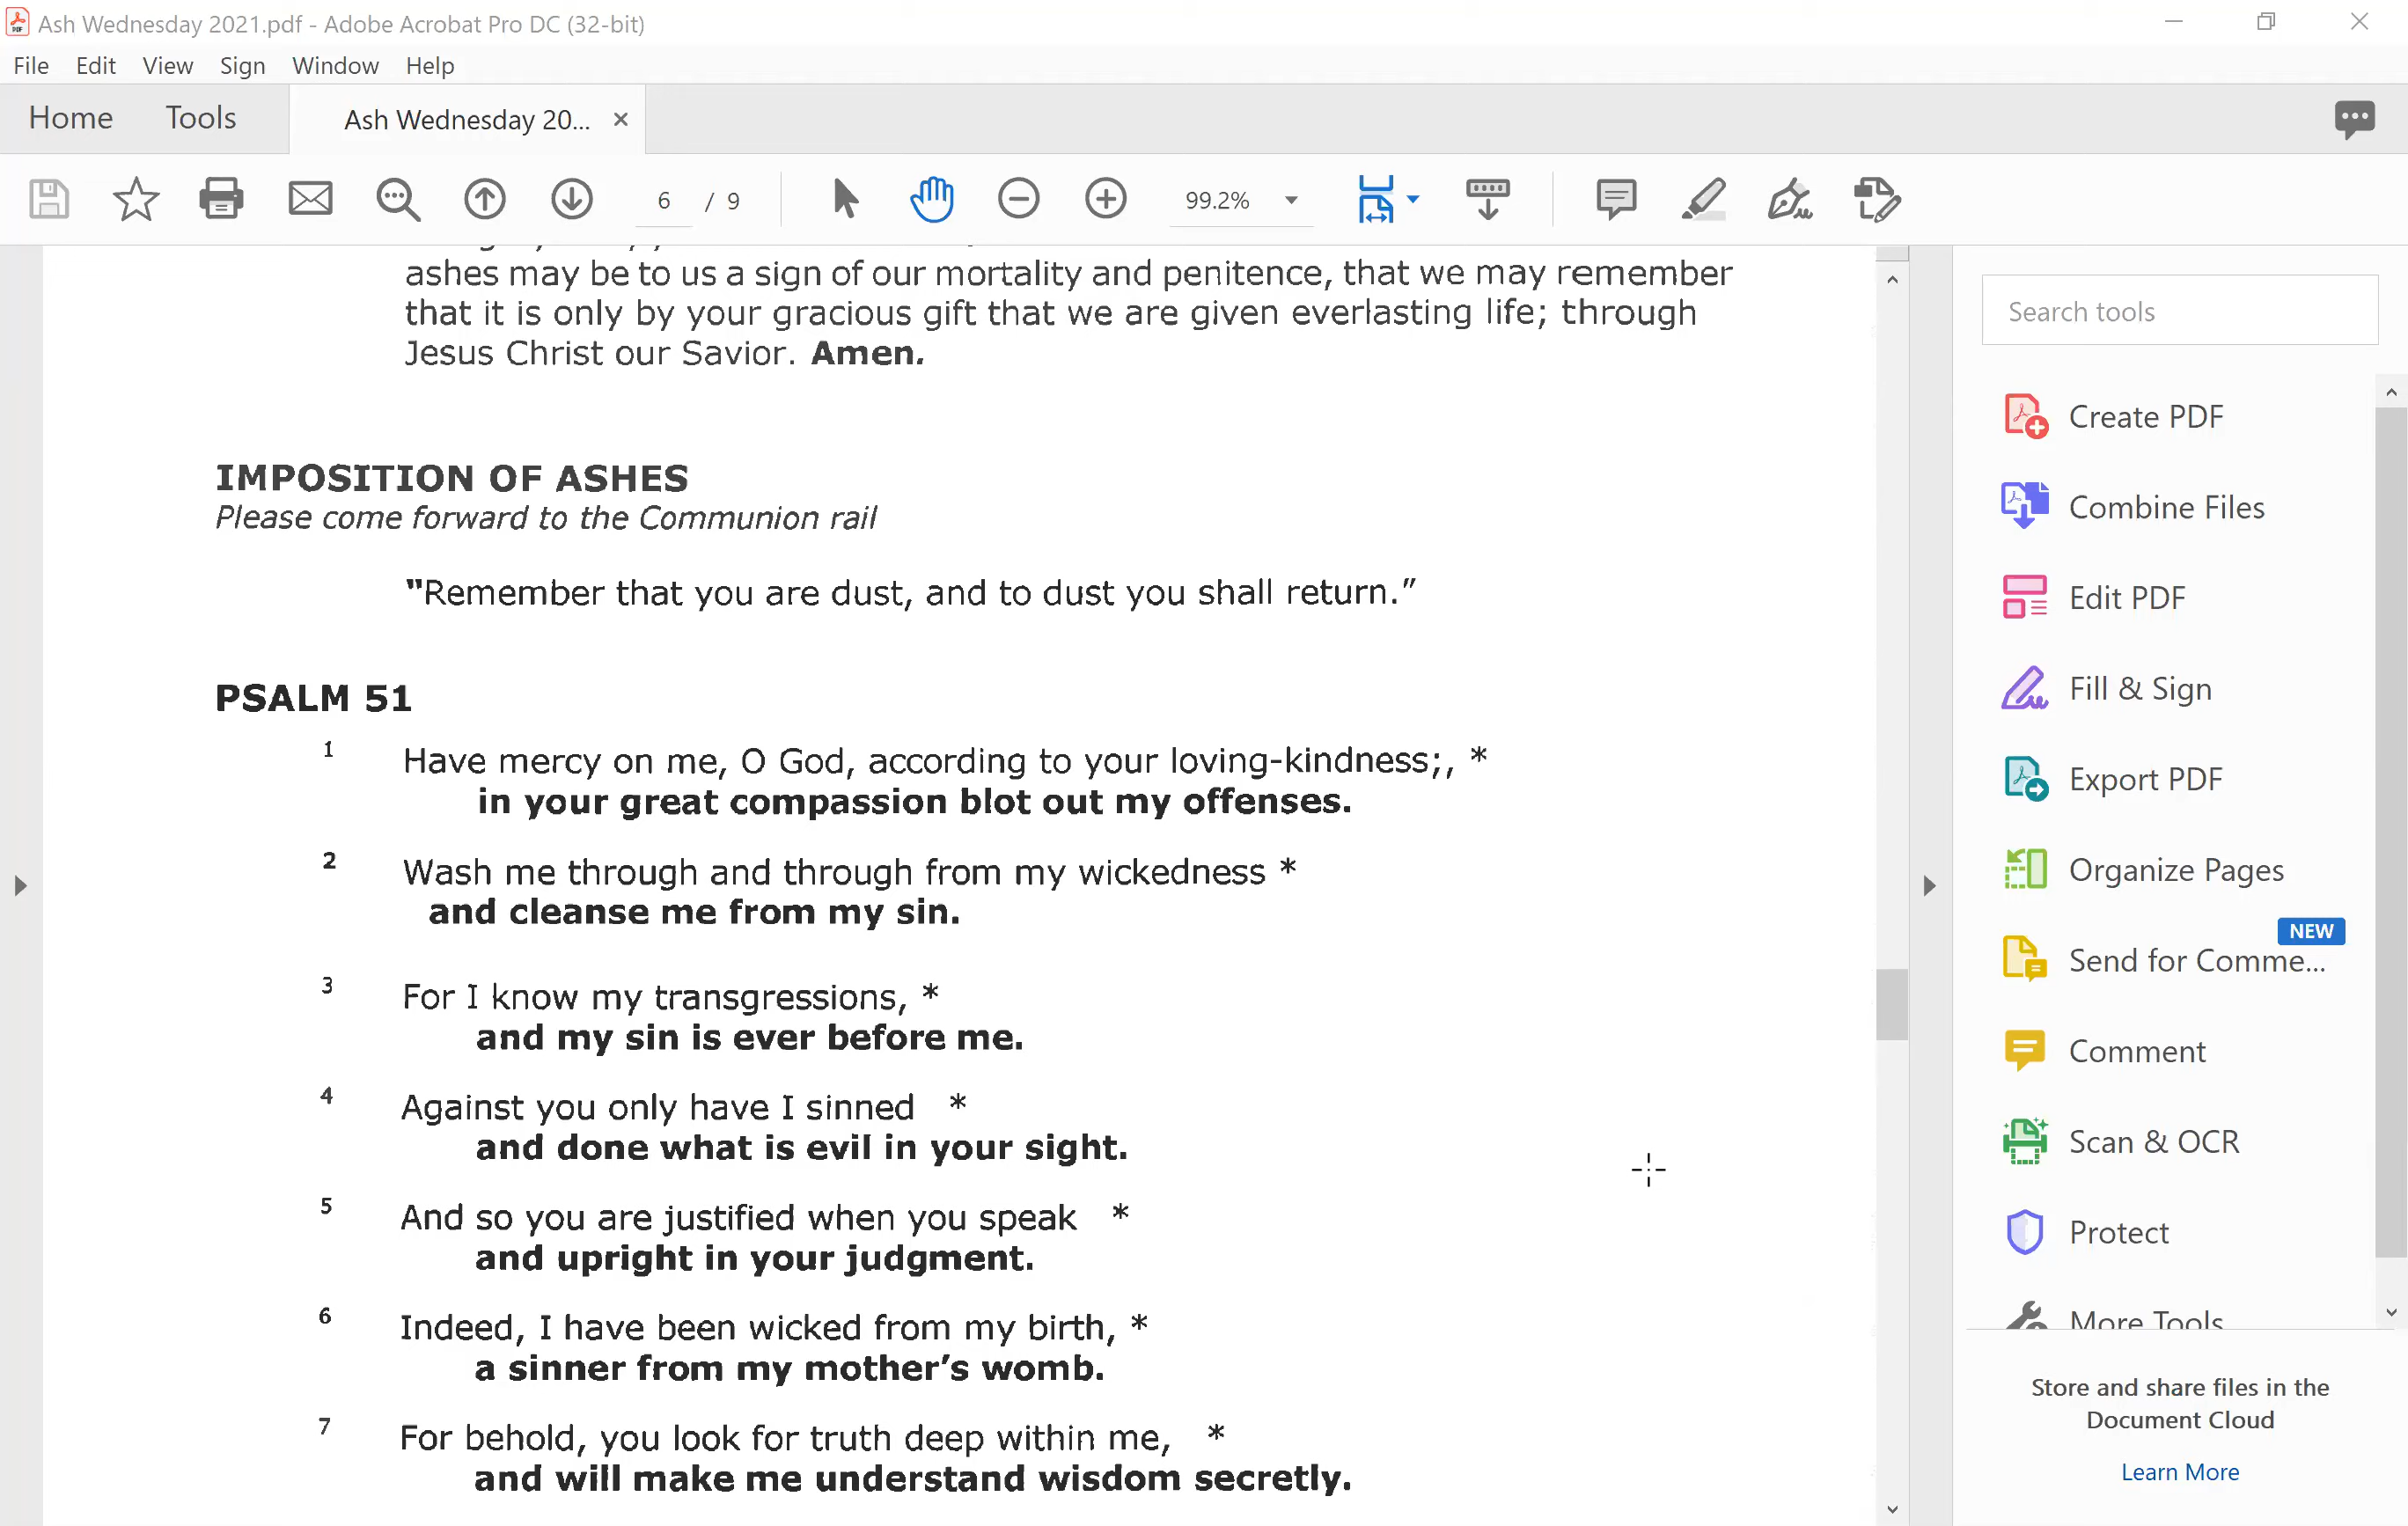 Ash Wednesday 2021.pdf - Adobe Acrobat Pro DC (32-bit)
File Edit View Sign Window Help
Home Tools Ash Wednesday 20... ×
6 / 9 99.2%
ashes may be to us a sign of our mortality and penitence, that we may remember
that it is only by your gracious gift that we are given everlasting life; through
Jesus Christ our Savior. Amen.
IMPOSITION OF ASHES
Please come forward to the Communion rail
"Remember that you are dust, and to dust you shall return."
PSALM 51
1 Have mercy on me, O God, according to your loving-kindness;, *
in your great compassion blot out my offenses.
2 Wash me through and through from my wickedness *
and cleanse me from my sin.
3 For I know my transgressions, *
and my sin is ever before me.
4 Against you only have I sinned *
and done what is evil in your sight.
5 And so you are justified when you speak *
and upright in your judgment.
6 Indeed, I have been wicked from my birth, *
a sinner from my mother's womb.
7 For behold, you look for truth deep within me, *
and will make me understand wisdom secretly.
Search tools
Create PDF
Combine Files
Edit PDF
Fill & Sign
Export PDF
Organize Pages
NEW
Send for Comme...
Comment
Scan & OCR
Protect
More Tools
Store and share files in the
Document Cloud
Learn More